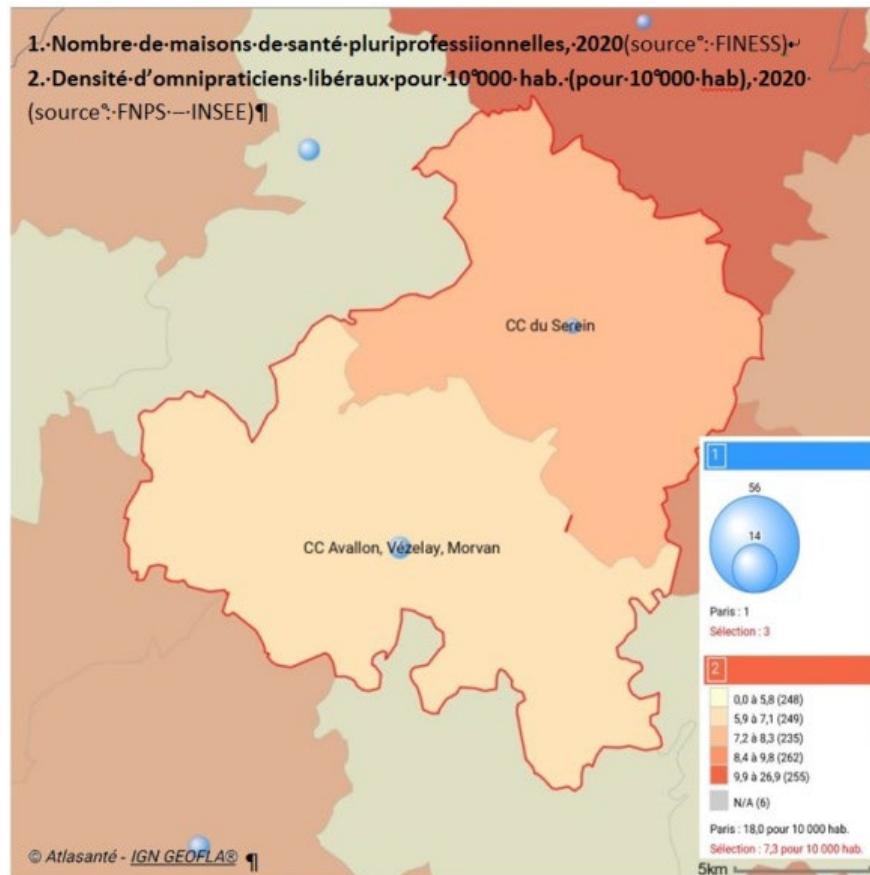 1.·Nombre·de·maisons·de·santé·pluriprofessiionnelles,·2020(source°:·FINESS)·↵
2.·Densité·d’omnipraticiens·libéraux·pour·10°000·hab.·(pour·10°000·hab),·2020·
(source°:·FNPS·–·INSEE)¶
CC du Serein
CC Avallon, Vézelay, Morvan
1
56
14
Paris : 1
Sélection : 3
2
0,0 à 5,8 (248)
5,9 à 7,1 (249)
7,2 à 8,3 (235)
8,4 à 9,8 (262)
9,9 à 26,9 (255)
N/A (6)
Paris : 18,0 pour 10 000 hab.
Sélection : 7,3 pour 10 000 hab.
© Atlasanté - IGN GEOFLA® ¶
5km